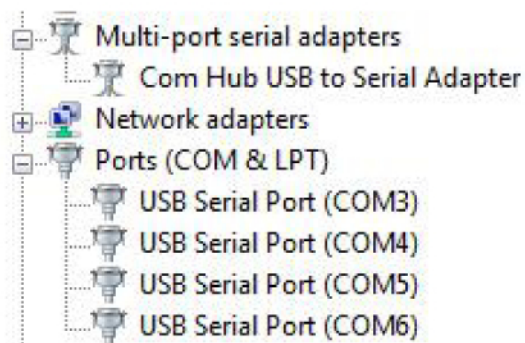 Multi-port serial adapters
Com Hub USB to Serial Adapter
Network adapters
Ports (COM & LPT)
USB Serial Port (COM3)
USB Serial Port (COM4)
USB Serial Port (COM5)
USB Serial Port (COM6)